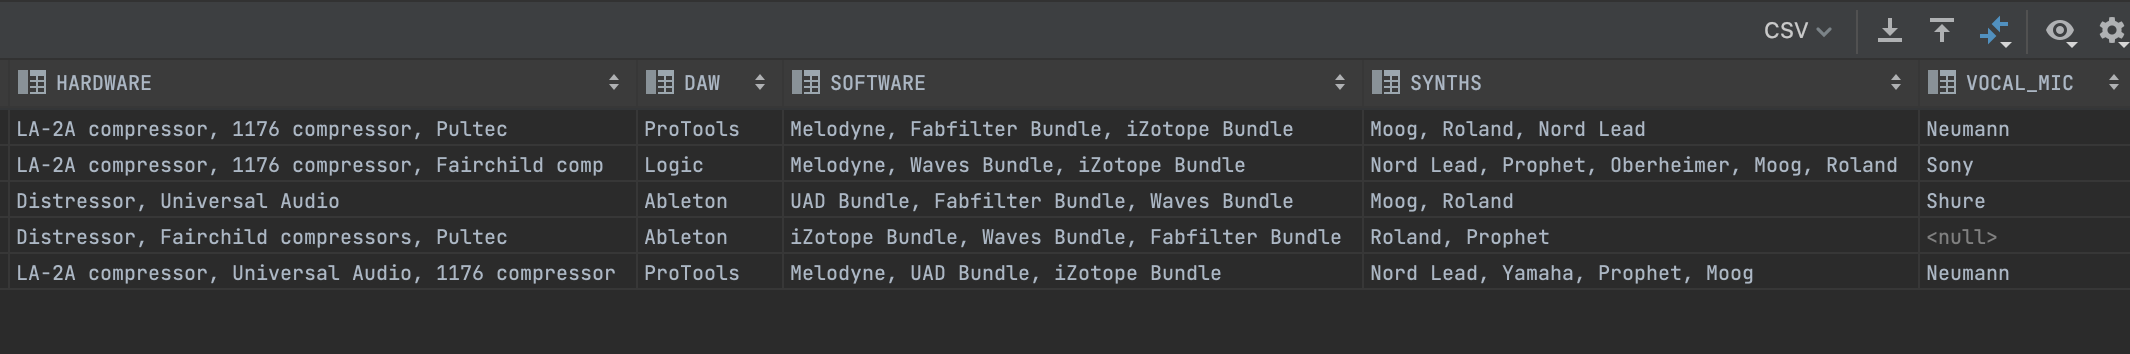 CSV
HARDWARE DAW SOFTWARE SYNTHS VOCAL_MIC
LA-2A compressor, 1176 compressor, Pultec ProTools Melodyne, Fabfilter Bundle, iZotope Bundle Moog, Roland, Nord Lead Neumann
LA-2A compressor, 1176 compressor, Fairchild comp Logic Melodyne, Waves Bundle, iZotope Bundle Nord Lead, Prophet, Oberheimer, Moog, Roland Sony
Distressor, Universal Audio Ableton UAD Bundle, Fabfilter Bundle, Waves Bundle Moog, Roland Shure
Distressor, Fairchild compressors, Pultec Ableton iZotope Bundle, Waves Bundle, Fabfilter Bundle Roland, Prophet <null>
LA-2A compressor, Universal Audio, 1176 compressor ProTools Melodyne, UAD Bundle, iZotope Bundle Nord Lead, Yamaha, Prophet, Moog Neumann